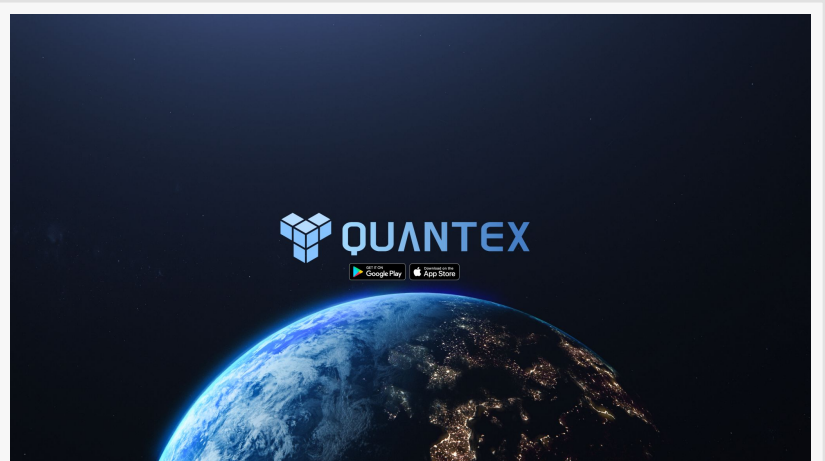 QUANTEX
GET IT ON
Google Play
Download on the
App Store